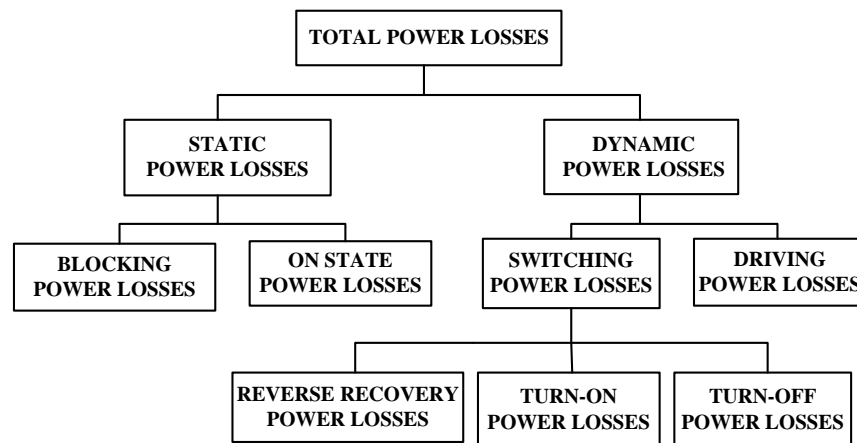 TOTAL POWER LOSSES
STATIC
POWER LOSSES
DYNAMIC
POWER LOSSES
BLOCKING
POWER LOSSES
ON STATE
POWER LOSSES
SWITCHING
POWER LOSSES
DRIVING
POWER LOSSES
REVERSE RECOVERY
POWER LOSSES
TURN-ON
POWER LOSSES
TURN-OFF
POWER LOSSES